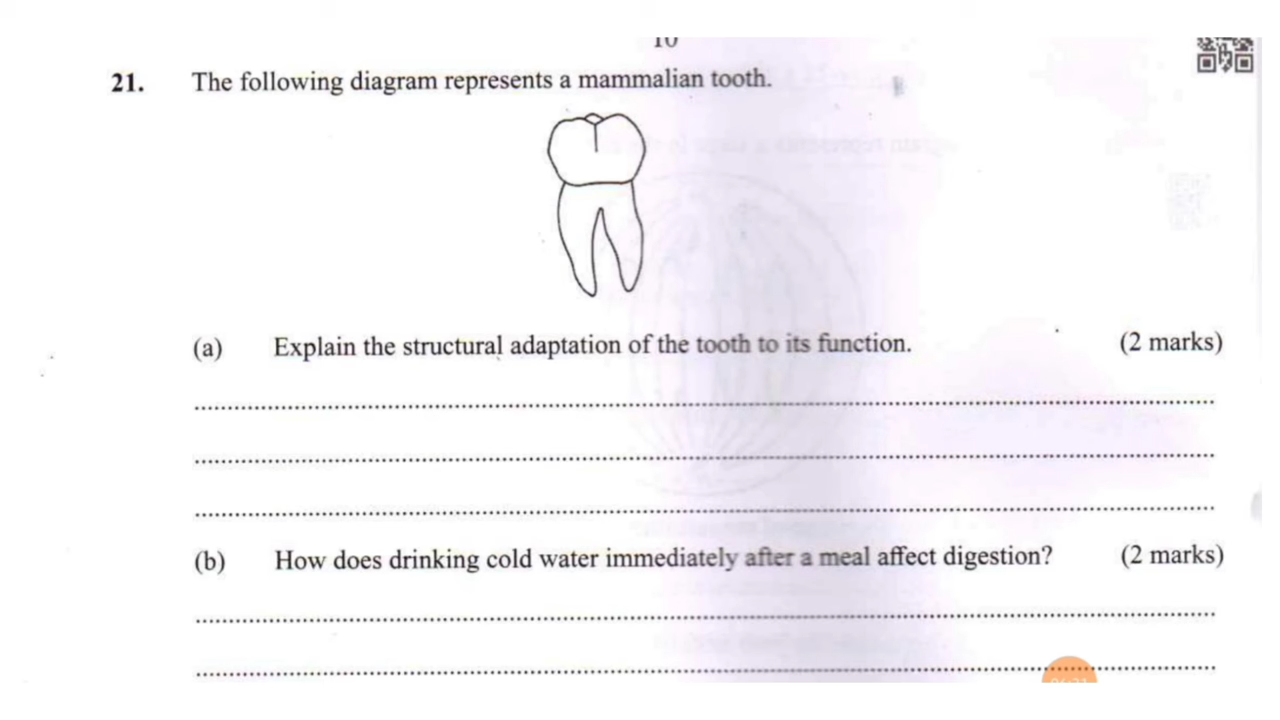 10
21. The following diagram represents a mammalian tooth.
(a) Explain the structural adaptation of the tooth to its function. (2 marks)
(b) How does drinking cold water immediately after a meal affect digestion? (2 marks)